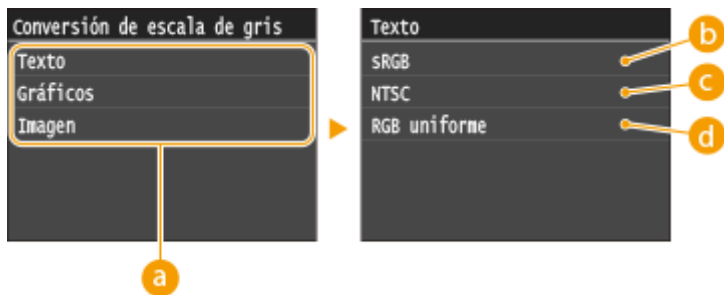 Conversión de escala de gris
Texto
Gráficos
Imagen
a
Texto
sRGB
NTSC
RGB uniforme
b
c
d